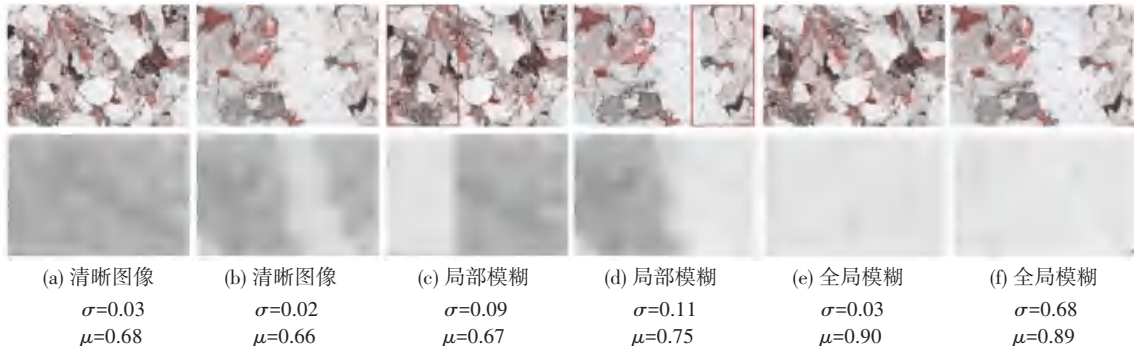 (a) 清晰图像 (b) 清晰图像 (c) 局部模糊 (d) 局部模糊 (e) 全局模糊 (f) 全局模糊
σ=0.03 σ=0.02 σ=0.09 σ=0.11 σ=0.03 σ=0.68
μ=0.68 μ=0.66 μ=0.67 μ=0.75 μ=0.90 μ=0.89